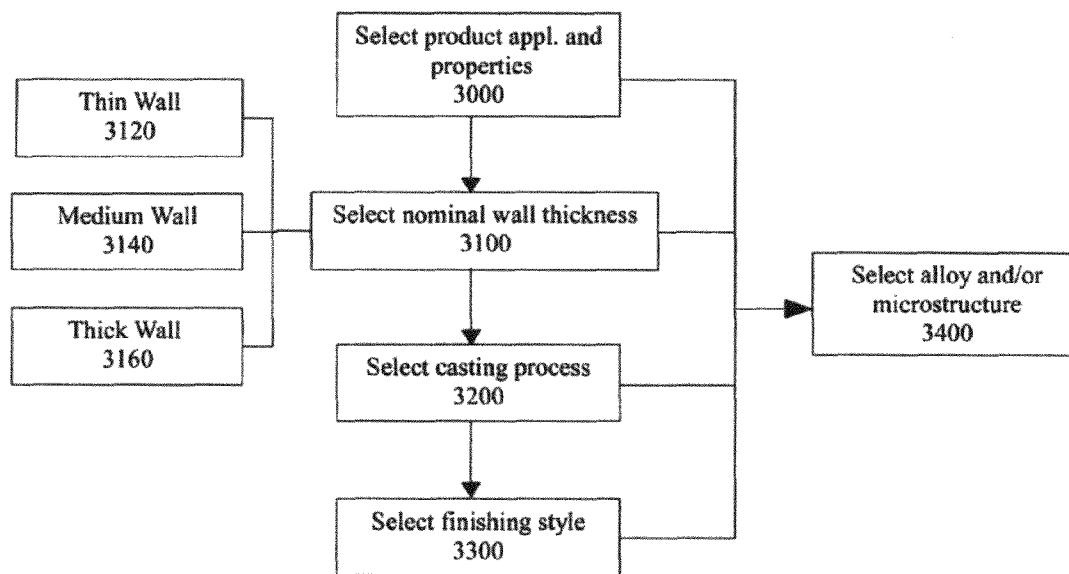 Select product appl. and
properties
3000
Thin Wall
3120
Medium Wall
3140
Thick Wall
3160
Select nominal wall thickness
3100
Select casting process
3200
Select finishing style
3300
Select alloy and/or
microstructure
3400